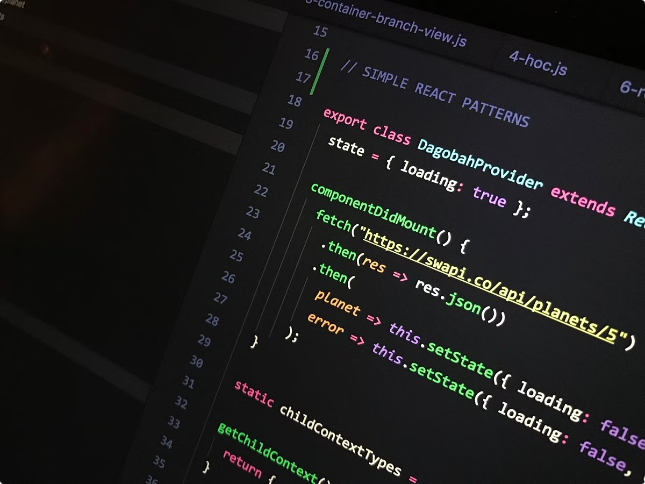 -container-branch-view.js
4-hoc.js
6-r
15
16 // SIMPLE REACT PATTERNS
17
18 export class DagobahProvider extends Re
19 state = { loading: true };
20
21 componentDidMount() {
22 fetch("https://swapi.co/api/planets/5")
23 .then(res => res.json())
24 .then(
25 planet => this.setState({ loading: false
26 error => this.setState({ loading: false,
27 );
28 }
29
30 static childContextTypes =
31
32 getChildContext()
33 return {
34 }
35
36